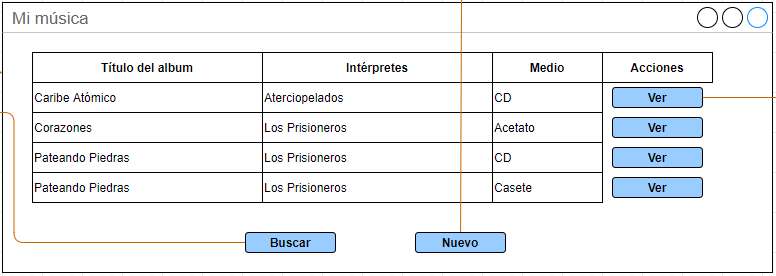 Mi música
Título del album Intérpretes Medio Acciones
Caribe Atómico Aterciopelados CD Ver
Corazones Los Prisioneros Acetato Ver
Pateando Piedras Los Prisioneros CD Ver
Pateando Piedras Los Prisioneros Casete Ver
Buscar Nuevo